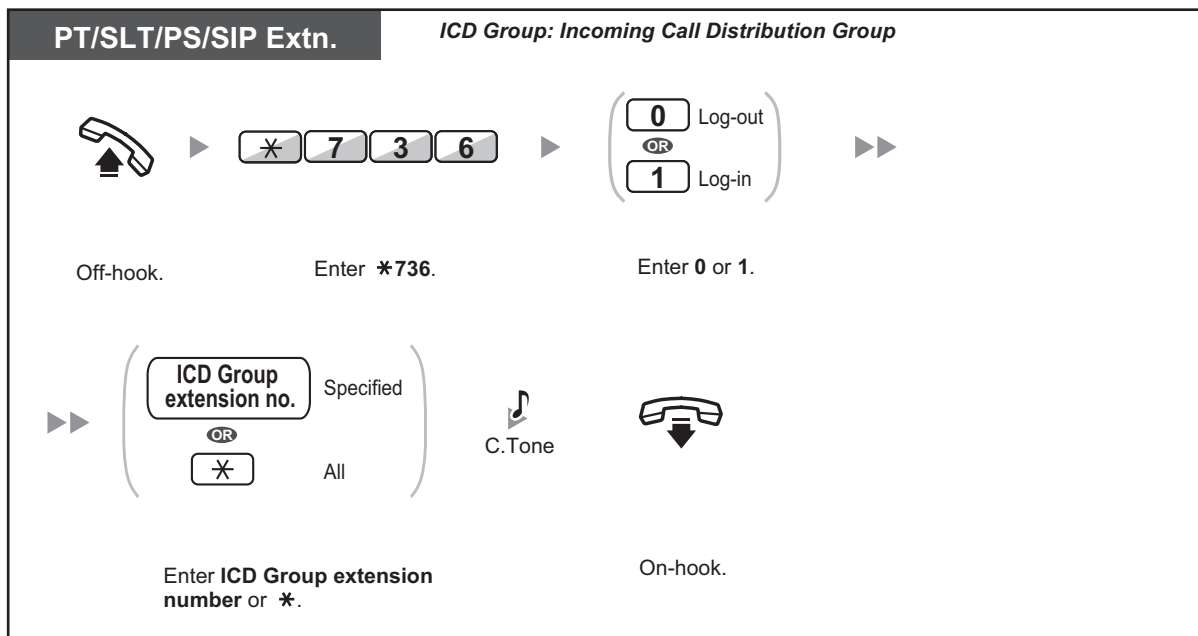 PT/SLT/PS/SIP Extn.
ICD Group: Incoming Call Distribution Group
* 7 3 6
0 Log-out
OR
1 Log-in
Off-hook.
Enter *736.
Enter 0 or 1.
ICD Group
extension no.
Specified
OR
* All
C.Tone
Enter ICD Group extension
number or *.
On-hook.